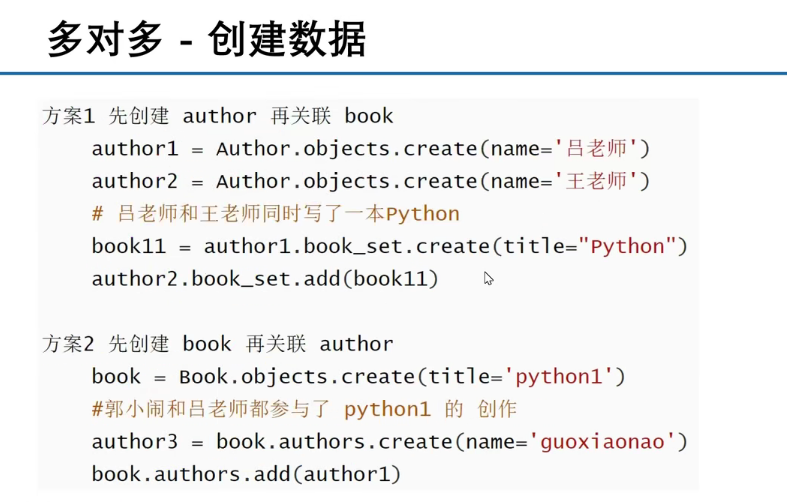 多对多 - 创建数据
方案1 先创建 author 再关联 book
author1 = Author.objects.create(name='吕老师')
author2 = Author.objects.create(name='王老师')
# 吕老师和王老师同时写了一本Python
book11 = author1.book_set.create(title="Python")
author2.book_set.add(book11)
方案2 先创建 book 再关联 author
book = Book.objects.create(title='python1')
#郭小闹和吕老师都参与了 python1 的 创作
author3 = book.authors.create(name='guoxiaonao')
book.authors.add(author1)